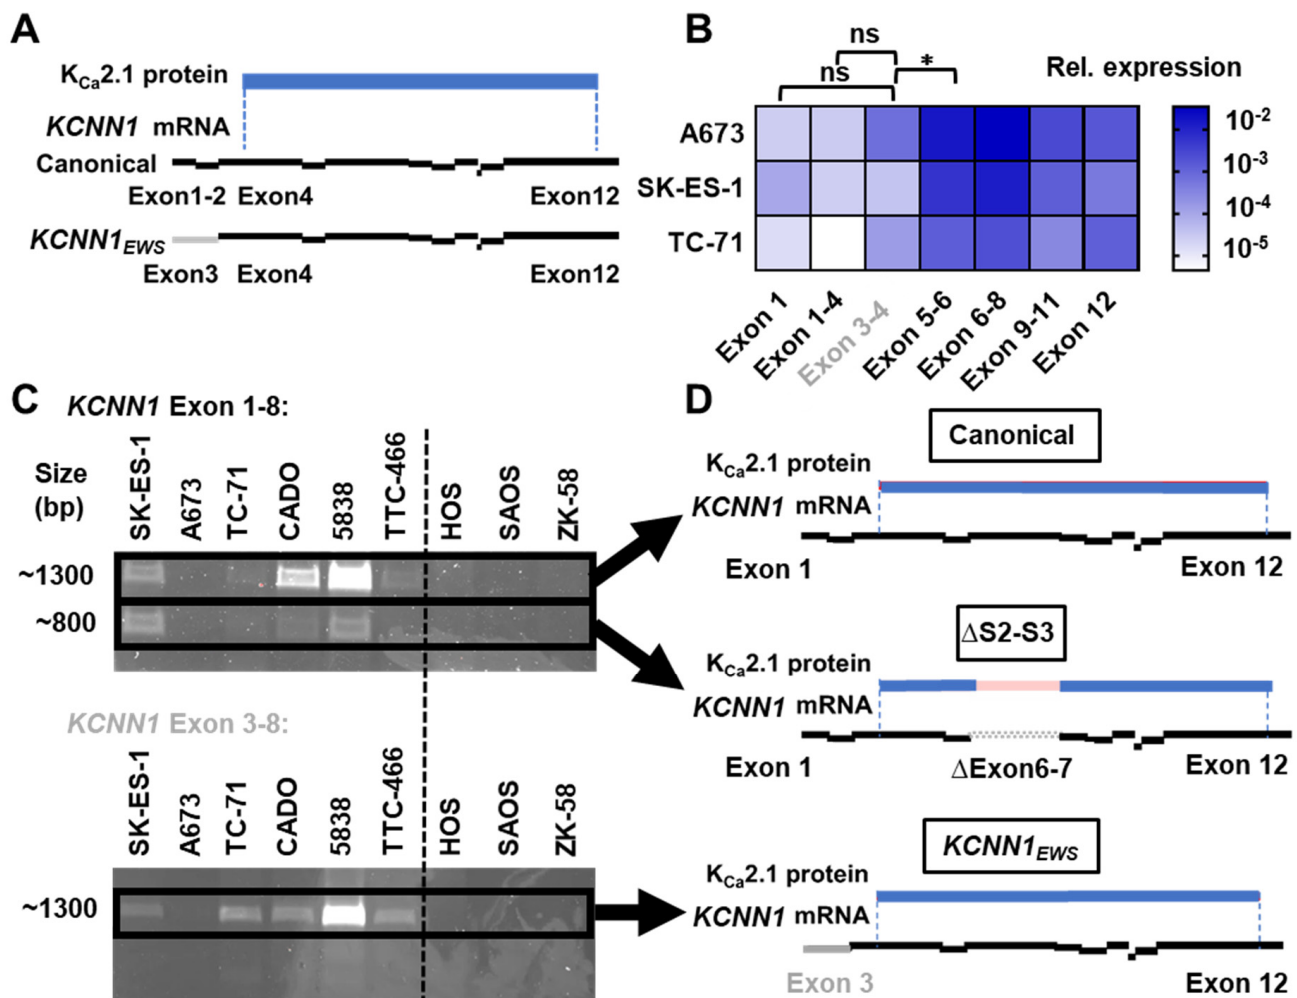 A
K_Ca2.1 protein
KCNN1 mRNA
Canonical
Exon1-2 Exon4 Exon12
KCNN1_EWS
Exon3 Exon4 Exon12
B
ns
ns *
Rel. expression
A673
SK-ES-1
TC-71
10^-2
10^-3
10^-4
10^-5
Exon 1
Exon 1-4
Exon 3-4
Exon 5-6
Exon 6-8
Exon 9-11
Exon 12
C
KCNN1 Exon 1-8:
Size
(bp)
SK-ES-1
A673
TC-71
CADO
5838
TTC-466
HOS
SAOS
ZK-58
~1300
~800
KCNN1 Exon 3-8:
SK-ES-1
A673
TC-71
CADO
5838
TTC-466
HOS
SAOS
ZK-58
~1300
D
Canonical
K_Ca2.1 protein
KCNN1 mRNA
Exon 1 Exon 12
ΔS2-S3
K_Ca2.1 protein
KCNN1 mRNA
Exon 1 ΔExon6-7 Exon 12
KCNN1_EWS
K_Ca2.1 protein
KCNN1 mRNA
Exon 3 Exon 12